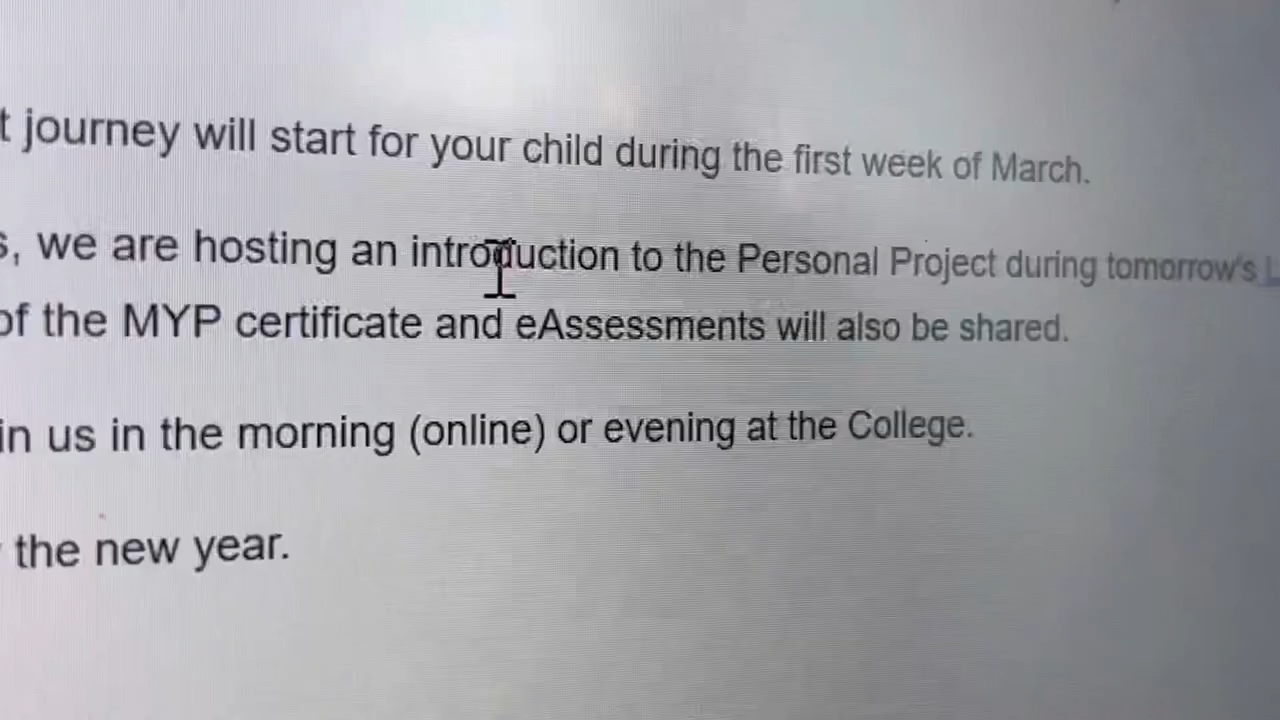 t journey will start for your child during the first week of March.
s, we are hosting an introduction to the Personal Project during tomorrow's
of the MYP certificate and eAssessments will also be shared.
in us in the morning (online) or evening at the College.
the new year.